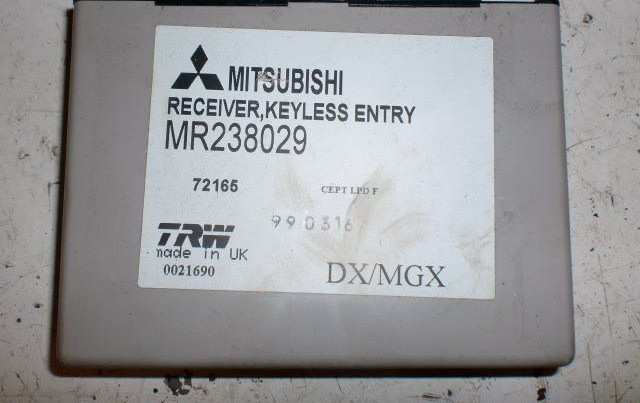 MITSUBISHI
RECEIVER,KEYLESS ENTRY
MR238029
72165 CEPT LPD F
990316
TRW
made in UK
0021690
DX/MGX